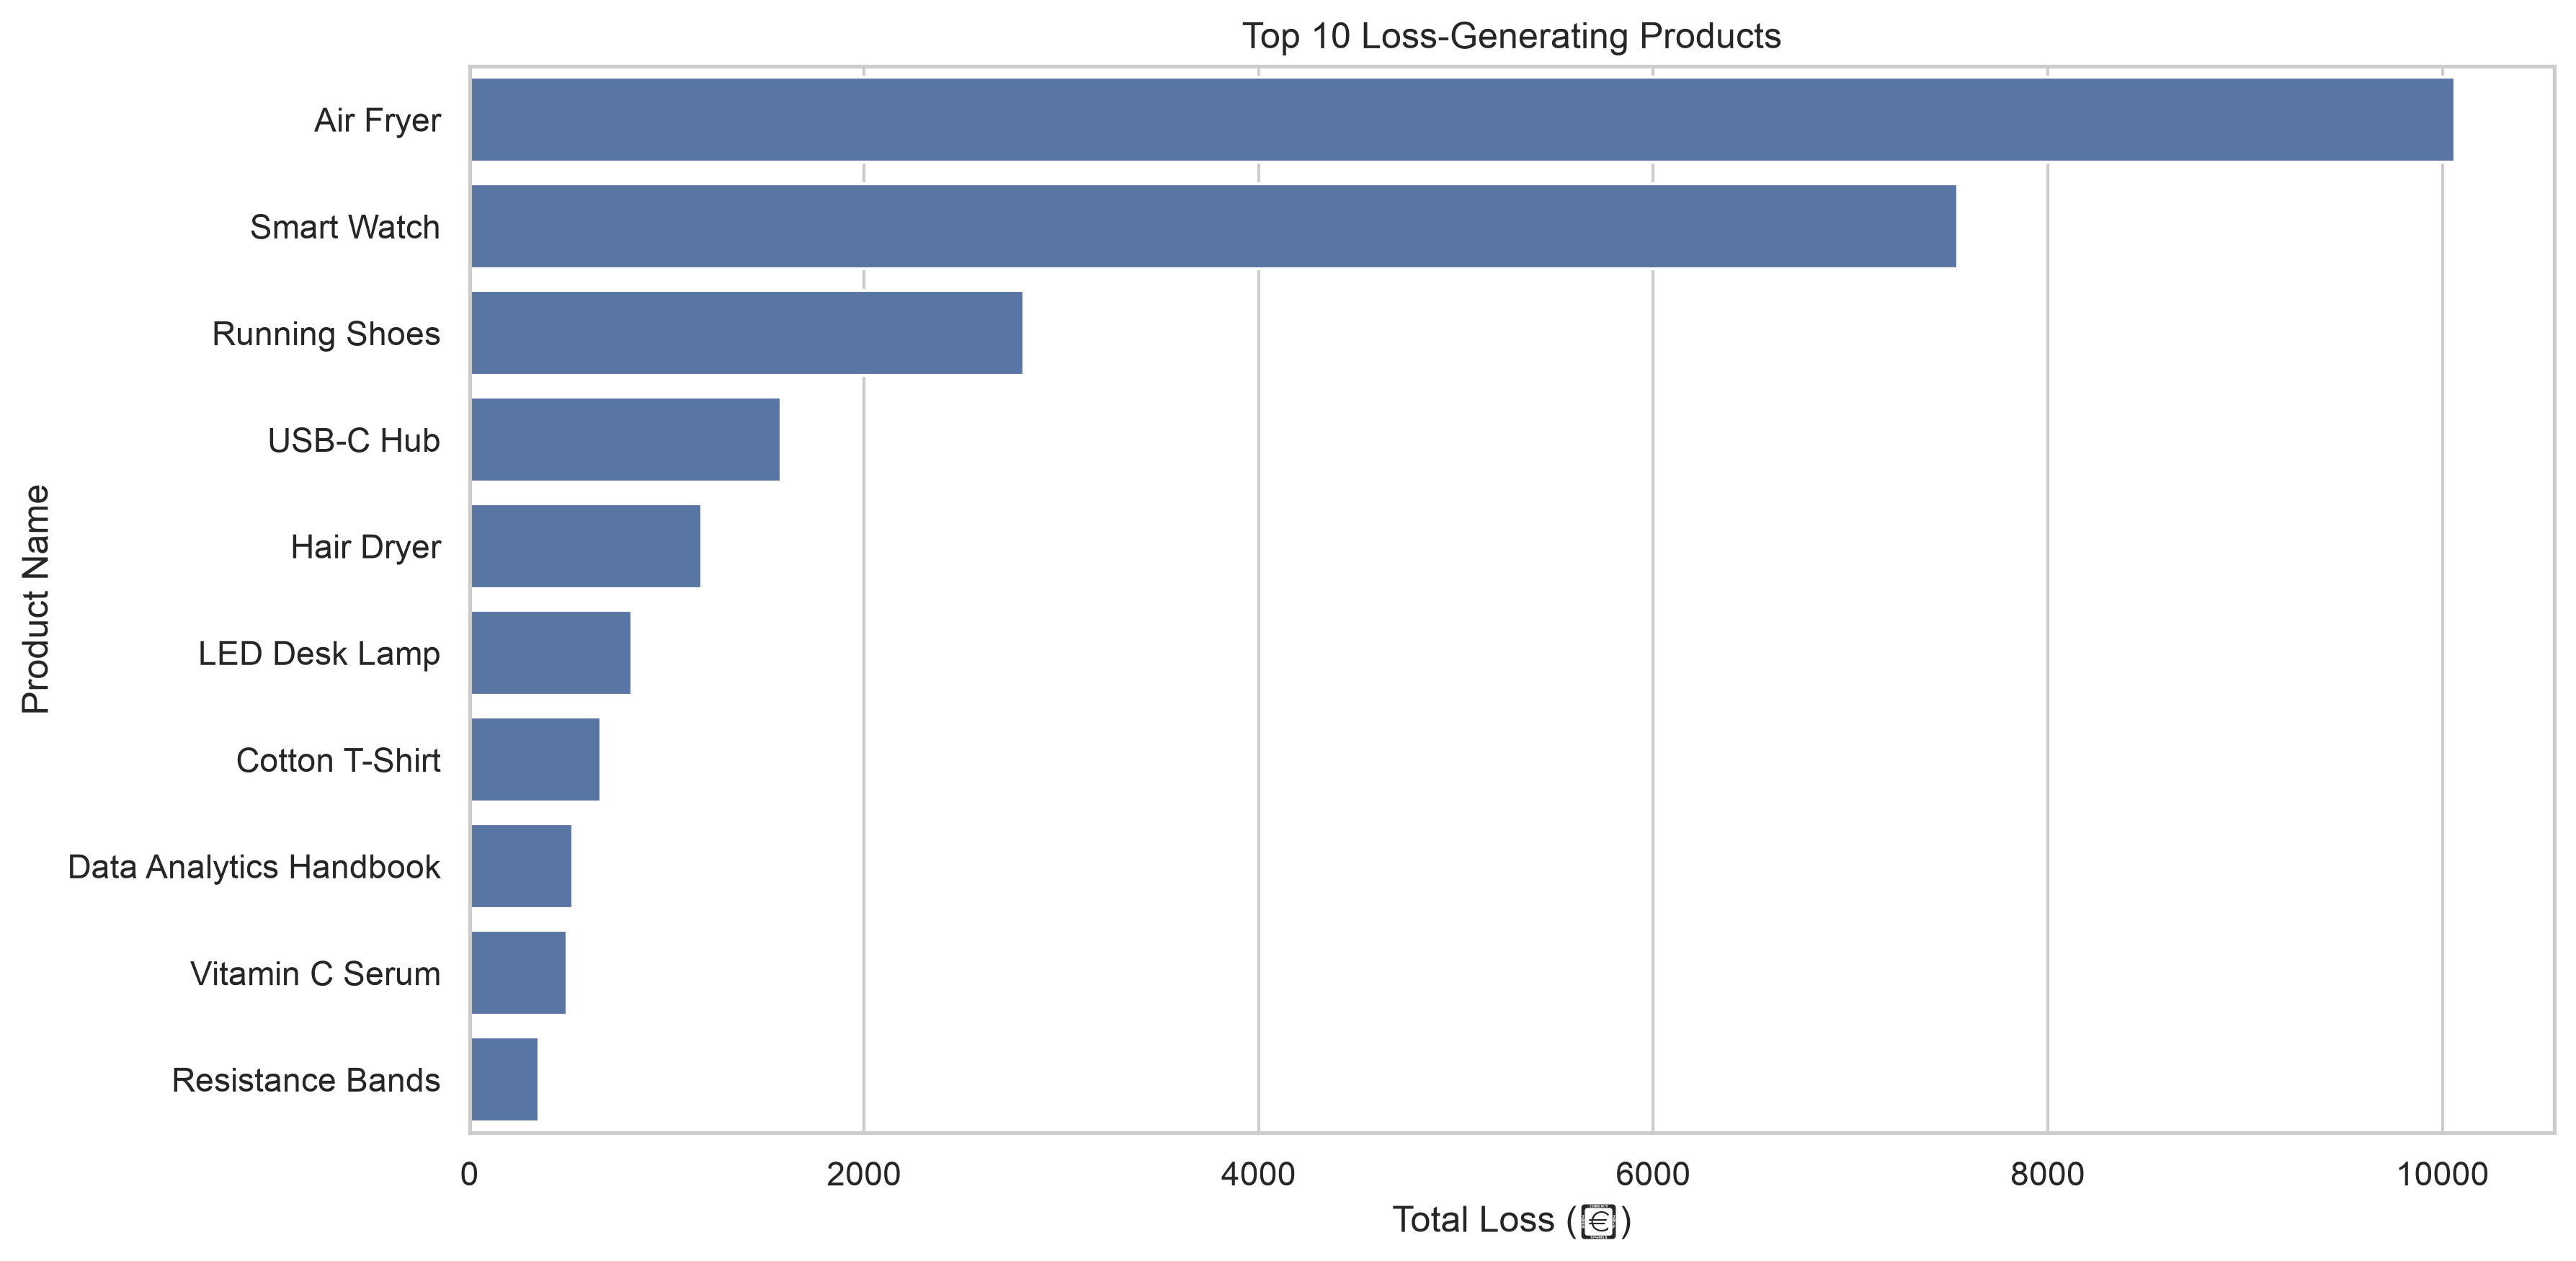 Top 10 Loss-Generating Products
Air Fryer
Smart Watch
Running Shoes
USB-C Hub
Hair Dryer
LED Desk Lamp
Cotton T-Shirt
Data Analytics Handbook
Vitamin C Serum
Resistance Bands
Product Name
0 2000 4000 6000 8000 10000
Total Loss (€)